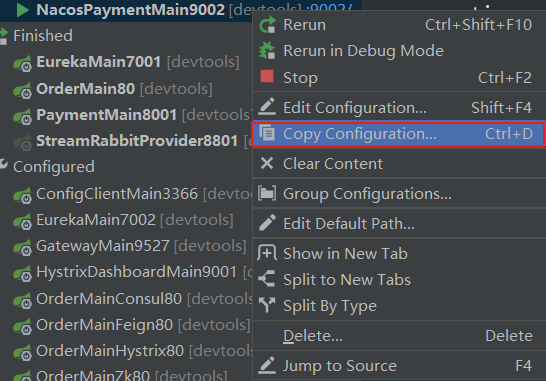 NacosPaymentMain9002 [devtools] :9002/
Finished
EurekaMain7001 [devtools]
OrderMain80 [devtools]
PaymentMain8001 [devtools]
StreamRabbitProvider8801
Configured
ConfigClientMain3366 [devtools]
EurekaMain7002 [devtools]
GatewayMain9527 [devtools]
HystrixDashboardMain9001 [devtools]
OrderMainConsul80 [devtools]
OrderMainFeign80 [devtools]
OrderMainHystrix80 [devtools]
OrderMainZk80 [devtools]
Rerun Ctrl+Shift+F10
Rerun in Debug Mode
Stop Ctrl+F2
Edit Configuration... Shift+F4
Copy Configuration... Ctrl+D
Clear Content
Group Configurations...
Edit Default Path...
Show in New Tab
Split to New Tabs
Split By Type
Delete... Delete
Jump to Source F4